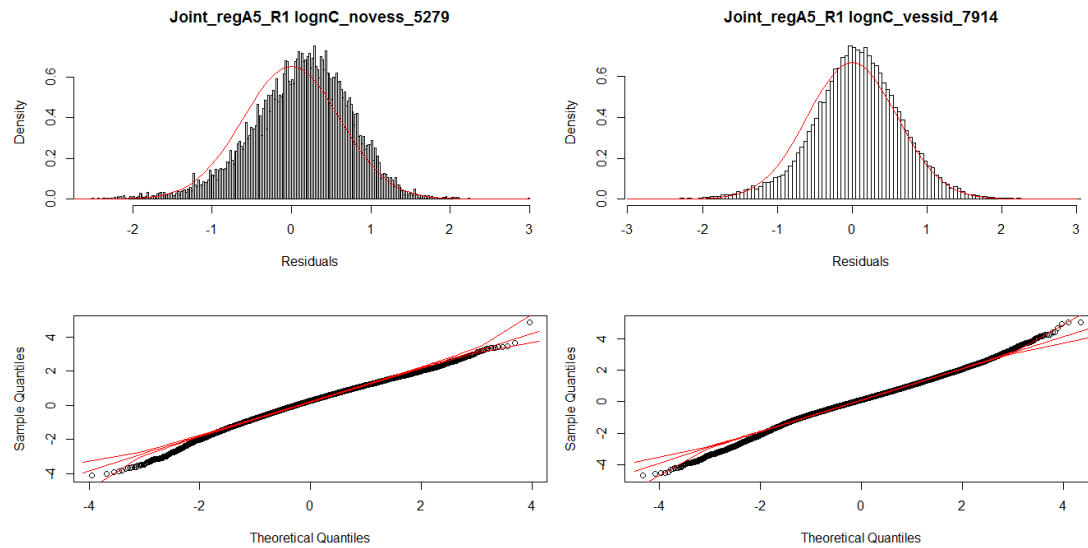 Joint_regA5_R1 lognC_novess_5279
Density
0.0 0.2 0.4 0.6
-2 -1 0 1 2 3
Residuals
Joint_regA5_R1 lognC_vessid_7914
Density
0.0 0.2 0.4 0.6
-3 -2 -1 0 1 2 3
Residuals
Sample Quantiles
-4 -2 0 2 4
-4 -2 0 2 4
Theoretical Quantiles
Sample Quantiles
-4 -2 0 2 4
-4 -2 0 2 4
Theoretical Quantiles